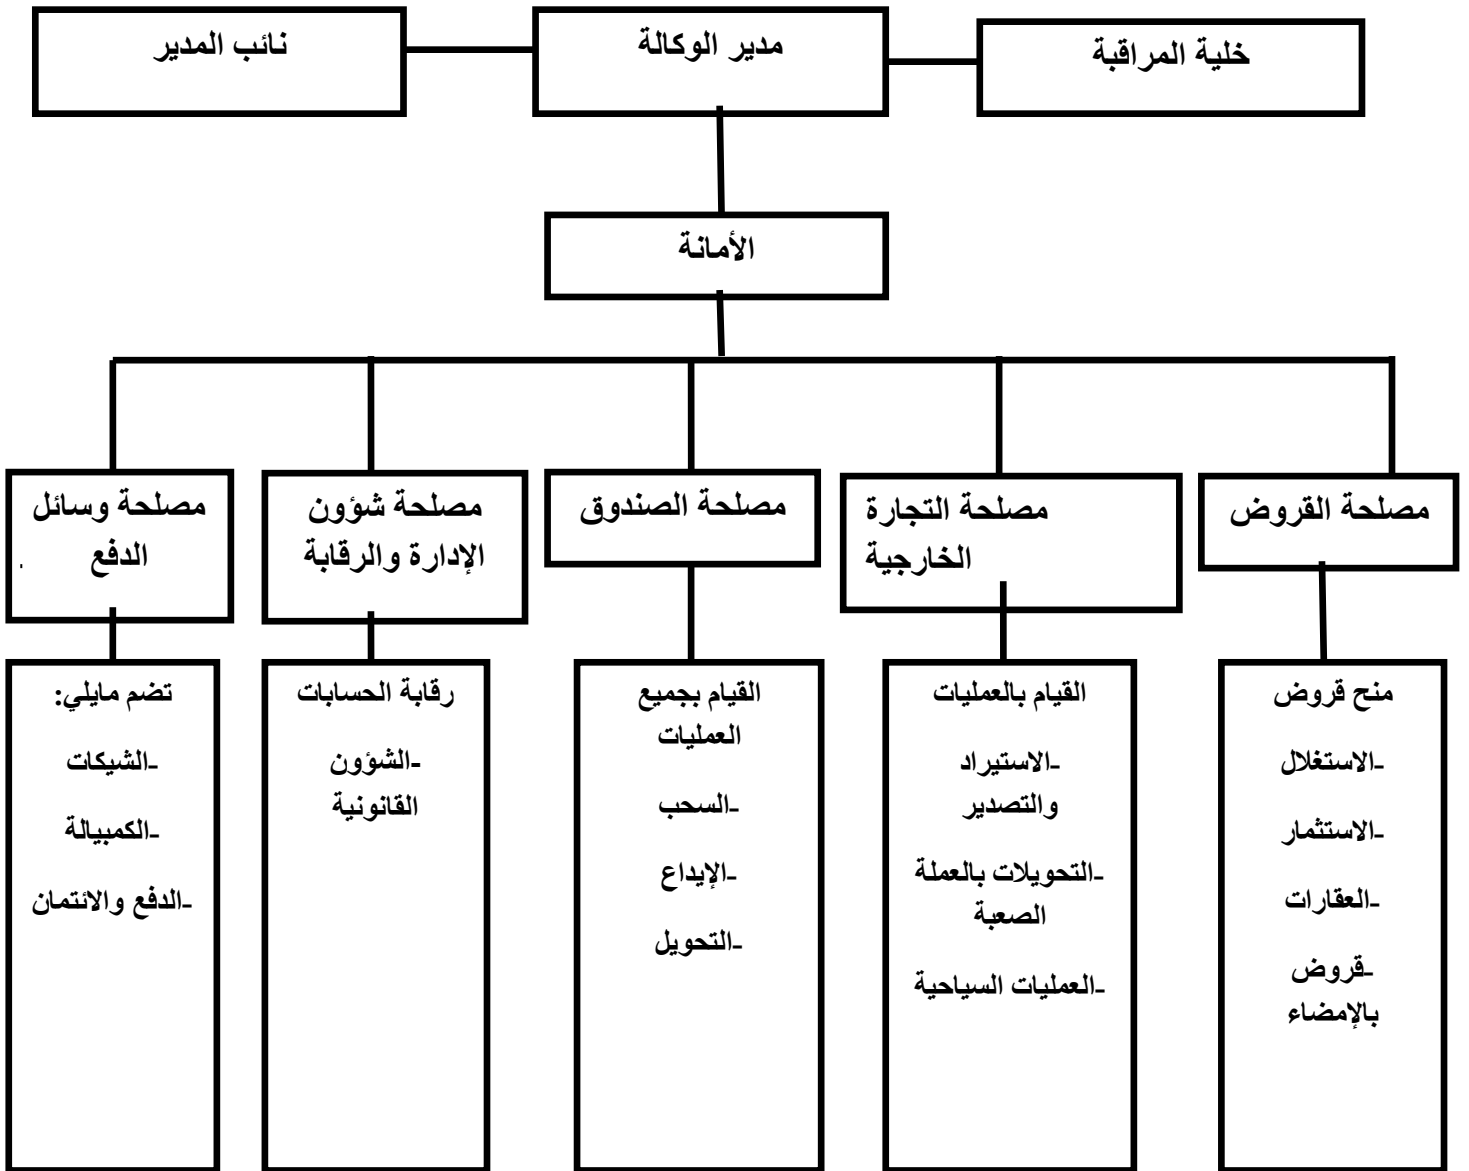 خلية المراقبة
مدير الوكالة
نائب المدير
الأمانة
مصلحة القروض
مصلحة التجارة
الخارجية
مصلحة الصندوق
مصلحة شؤون
الإدارة والرقابة
مصلحة وسائل
الدفع
منح قروض
-الاستغلال
-الاستثمار
-العقارات
-قروض
بالإمضاء
القيام بالعمليات
-الاستيراد
والتصدير
-التحويلات بالعملة
الصعبة
-العمليات السياحية
القيام بجميع
العمليات
-السحب
-الإيداع
-التحويل
رقابة الحسابات
-الشؤون
القانونية
تضم مايلي:
-الشيكات
-الكمبيالة
-الدفع والائتمان